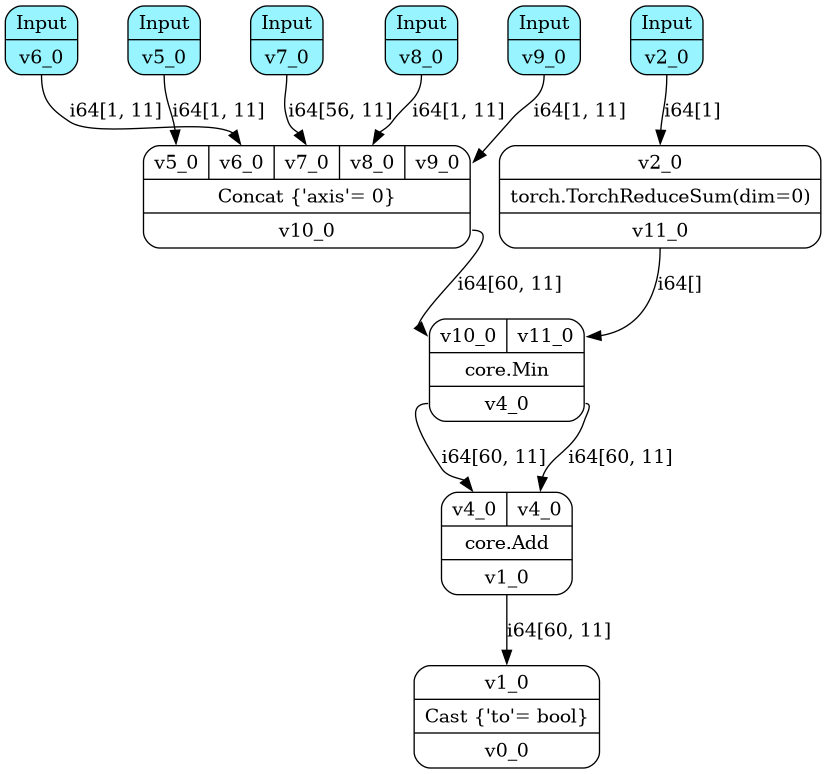 Input
v6_0
Input
v5_0
Input
v7_0
Input
v8_0
Input
v9_0
Input
v2_0
i64[1, 11]
i64[1, 11]
i64[56, 11]
i64[1, 11]
i64[1, 11]
i64[1]
v5_0 v6_0 v7_0 v8_0 v9_0
Concat {'axis'= 0}
v10_0
v2_0
torch.TorchReduceSum(dim=0)
v11_0
i64[60, 11]
i64[]
v10_0 v11_0
core.Min
v4_0
i64[60, 11]
i64[60, 11]
v4_0 v4_0
core.Add
v1_0
i64[60, 11]
v1_0
Cast {'to'= bool}
v0_0